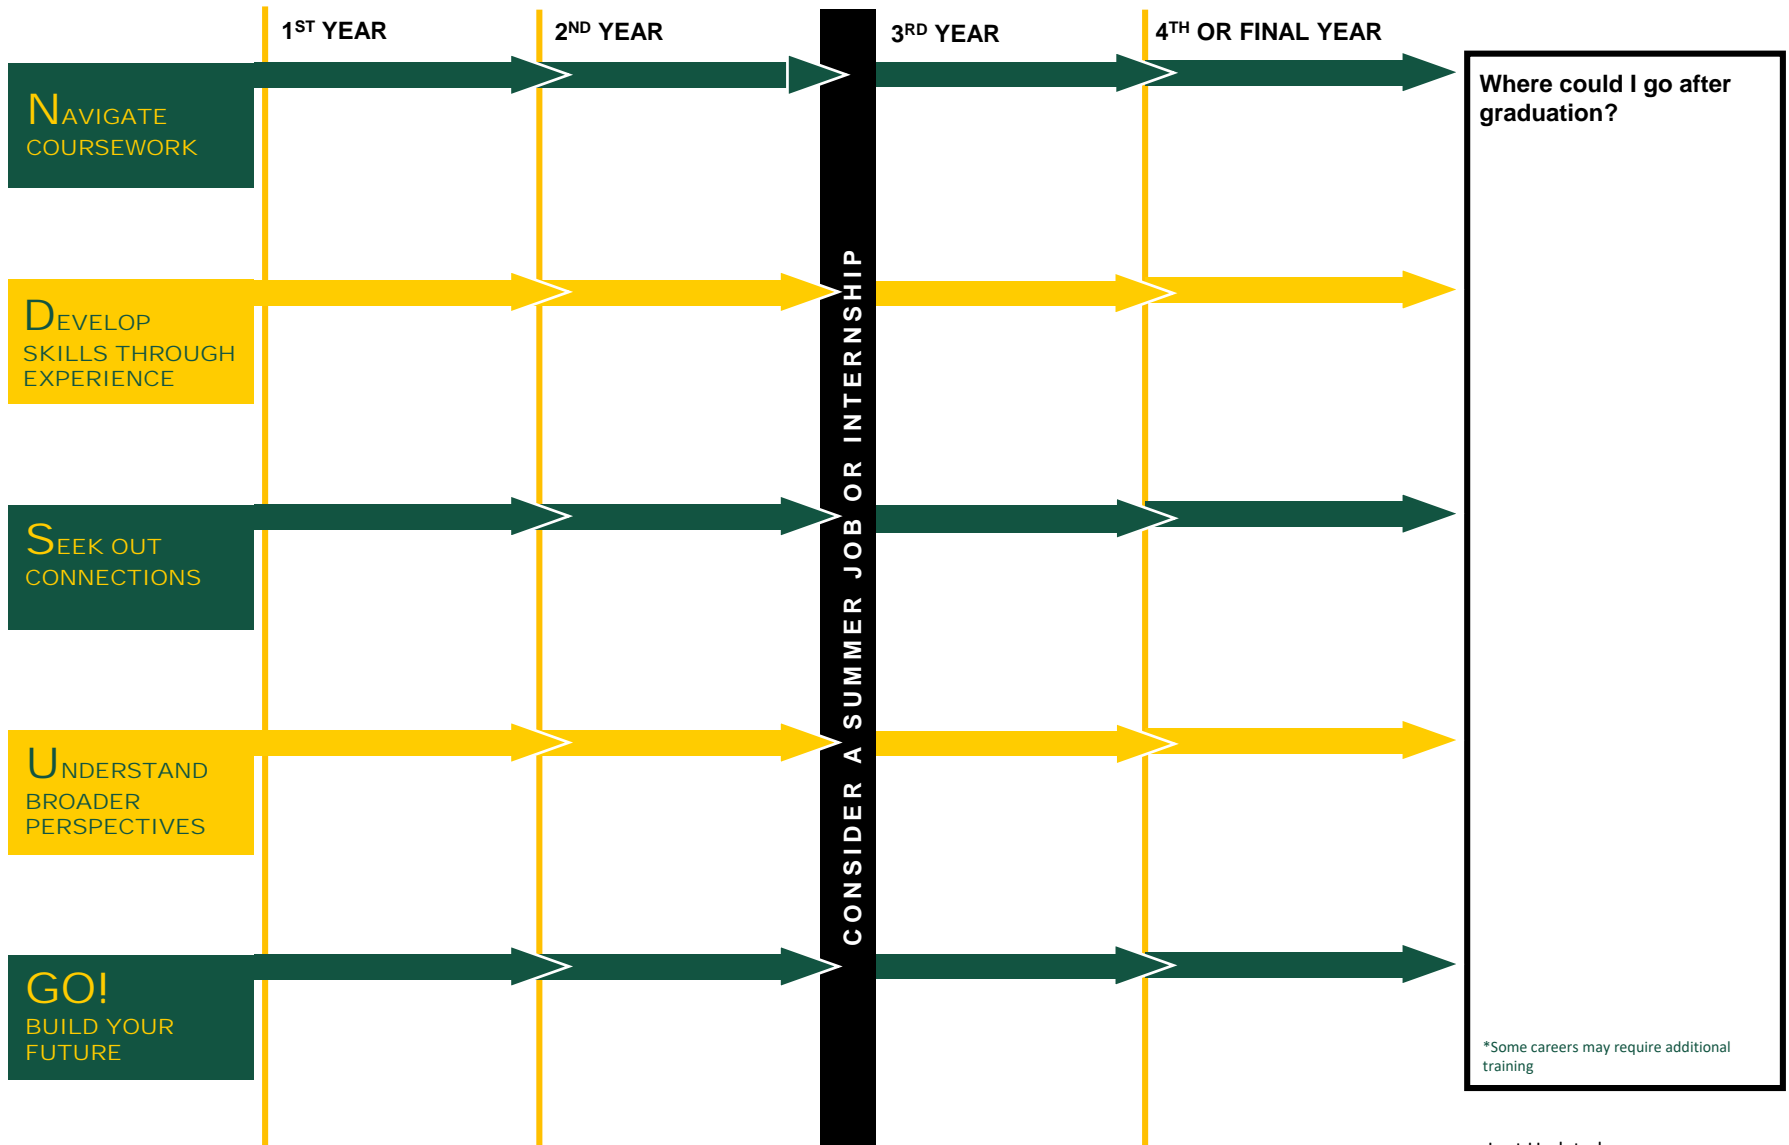 1ST YEAR
2ND YEAR
3RD YEAR
4TH OR FINAL YEAR
NAVIGATE
COURSEWORK
DEVELOP
SKILLS THROUGH
EXPERIENCE
SEEK OUT
CONNECTIONS
UNDERSTAND
BROADER
PERSPECTIVES
GO!
BUILD YOUR
FUTURE
CONSIDER A SUMMER JOB OR INTERNSHIP
Where could I go after
graduation?
*Some careers may require additional
training